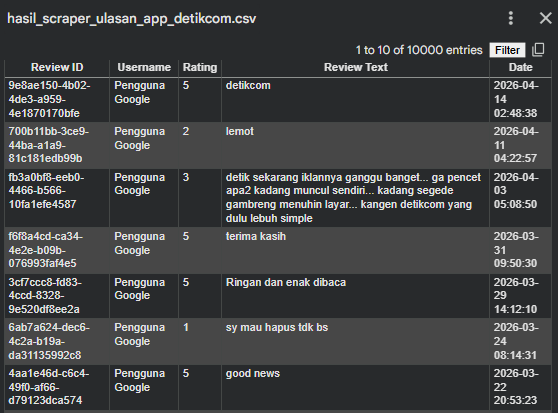 hasil_scraper_ulasan_app_detikcom.csv
1 to 10 of 10000 entries Filter
Review ID Username Rating Review Text Date
9e8ae150-4b02-
4de3-a959-
4e1870170bfe
Pengguna
Google
5
detikcom
2026-04-
14
02:48:38
700b11bb-3ce9-
44ba-a1a9-
81c181edb99b
Pengguna
Google
2
lemot
2026-04-
11
04:22:57
fb3a0bf8-eeb0-
4466-b566-
10fa1efe4587
Pengguna
Google
3
detik sekarang iklannya ganggu banget... ga pencet
apa2 kadang muncul sendiri... kadang segede
gambreng menuhin layar... kangen detikcom yang
dulu lebuh simple
2026-04-
03
05:08:50
f6f8a4cd-ca34-
4e2e-b09b-
076993faf4e5
Pengguna
Google
5
terima kasih
2026-03-
31
09:50:30
3cf7ccc8-fd83-
4ccd-8328-
9e520df8ee2a
Pengguna
Google
5
Ringan dan enak dibaca
2026-03-
29
14:12:10
6ab7a624-dec6-
4c2a-b19a-
da31135992c8
Pengguna
Google
1
sy mau hapus tdk bs
2026-03-
24
08:14:31
4aa1e46d-c6c4-
49f0-af66-
d79123dca574
Pengguna
Google
5
good news
2026-03-
22
20:53:23